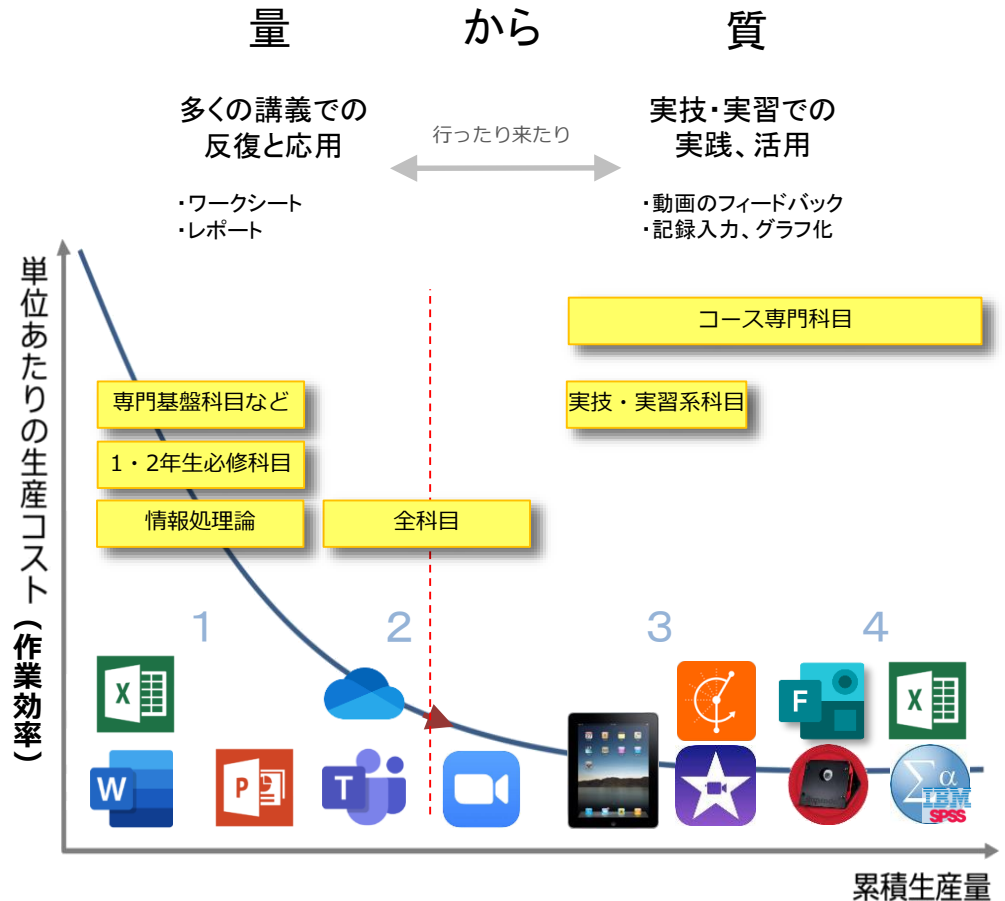 量 から 質
多くの講義での
反復と応用
行ったり来たり
実技・実習での
実践、活用
・ワークシート
・レポート
・動画のフィードバック
・記録入力、グラフ化
単位あたりの生産コスト(作業効率)
コース専門科目
専門基盤科目など
実技・実習系科目
1・2年生必修科目
情報処理論
全科目
1 2 3 4
X
F
X
W
P
T
Σα
IBM
SPSS
累積生産量